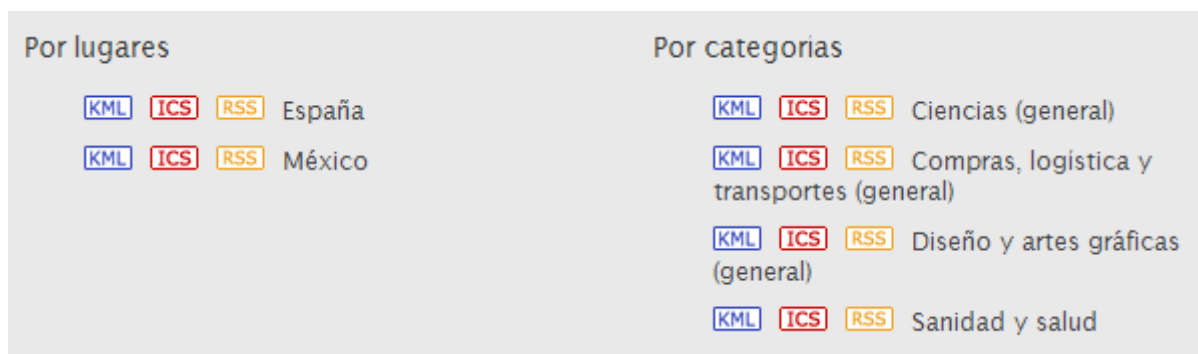 Por lugares
KML ICS RSS España
KML ICS RSS México
Por categorias
KML ICS RSS Ciencias (general)
KML ICS RSS Compras, logística y
transportes (general)
KML ICS RSS Diseño y artes gráficas
(general)
KML ICS RSS Sanidad y salud